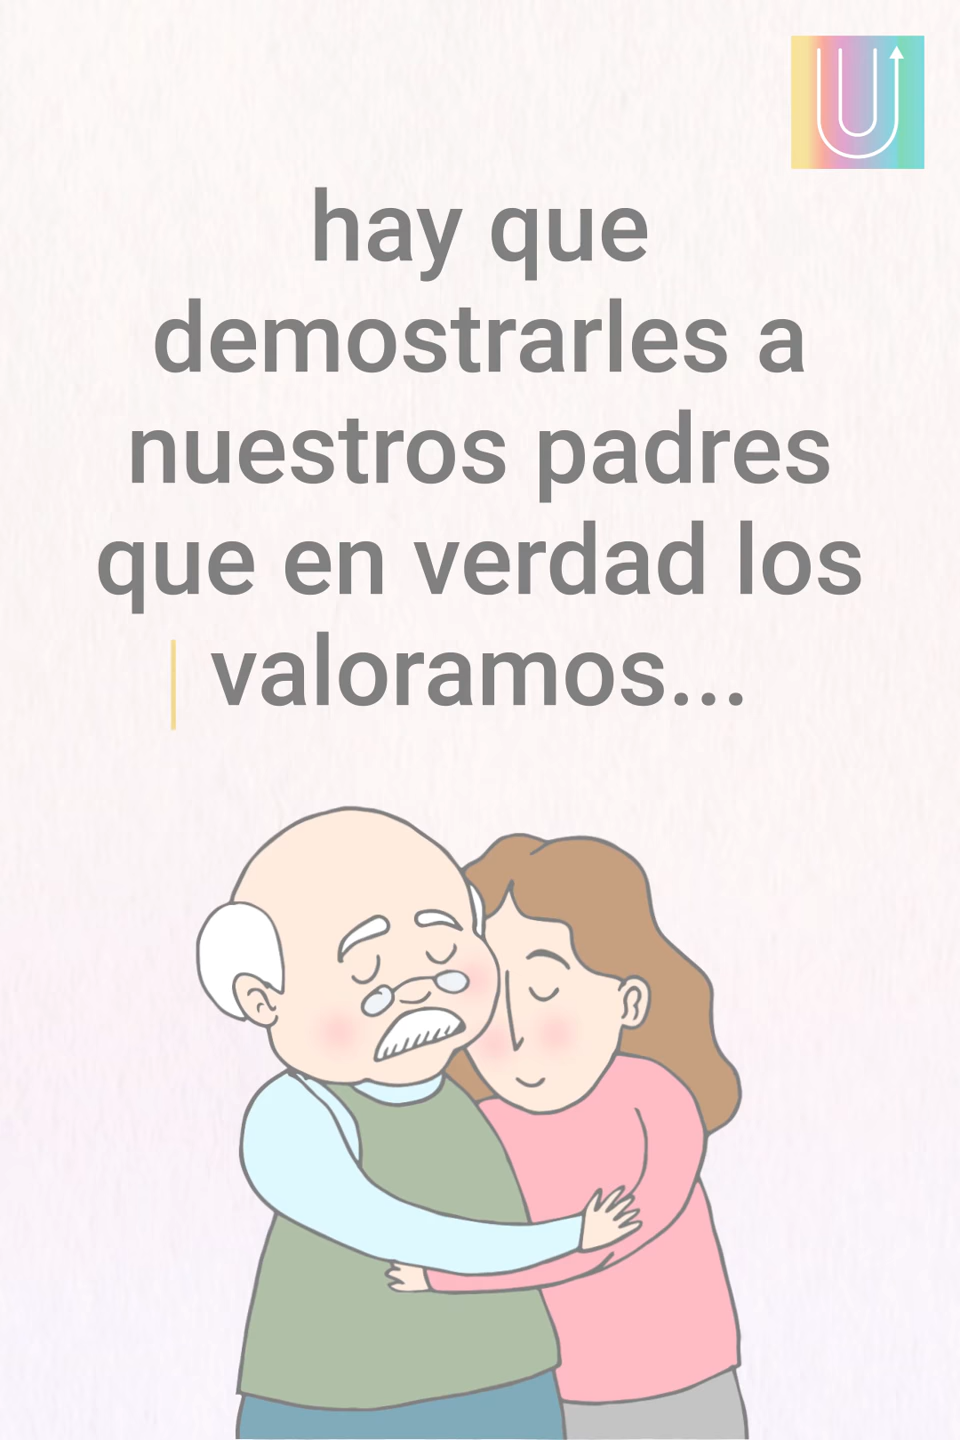 U
hay que
demostrarles a
nuestros padres
que en verdad los
valoramos...